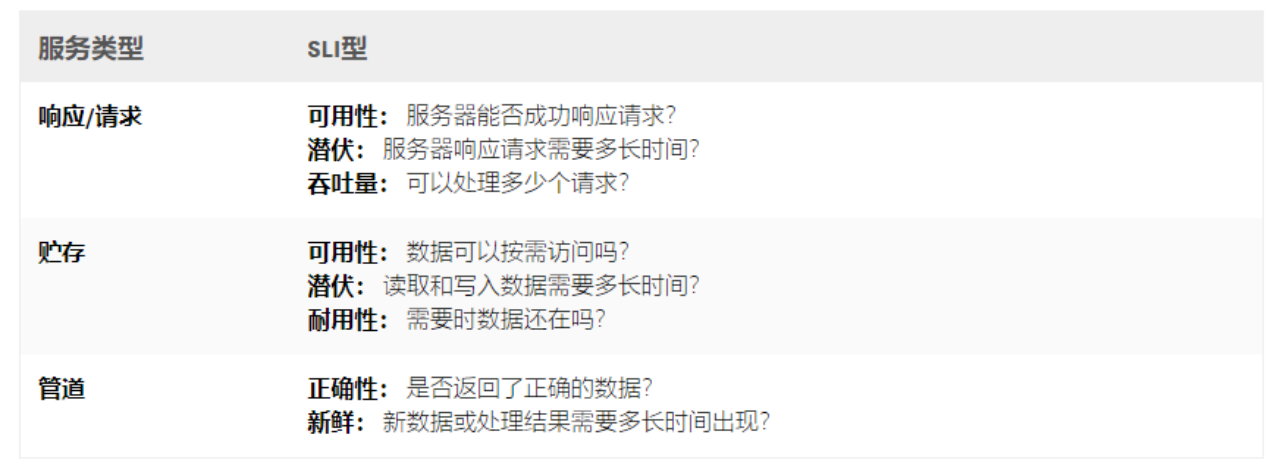 服务类型 SLI型
响应/请求 可用性：服务器能否成功响应请求?
潜伏：服务器响应请求需要多长时间?
吞吐量：可以处理多少个请求?
贮存 可用性：数据可以按需访问吗?
潜伏：读取和写入数据需要多长时间?
耐用性：需要时数据还在吗?
管道 正确性：是否返回了正确的数据?
新鲜：新数据或处理结果需要多长时间出现?